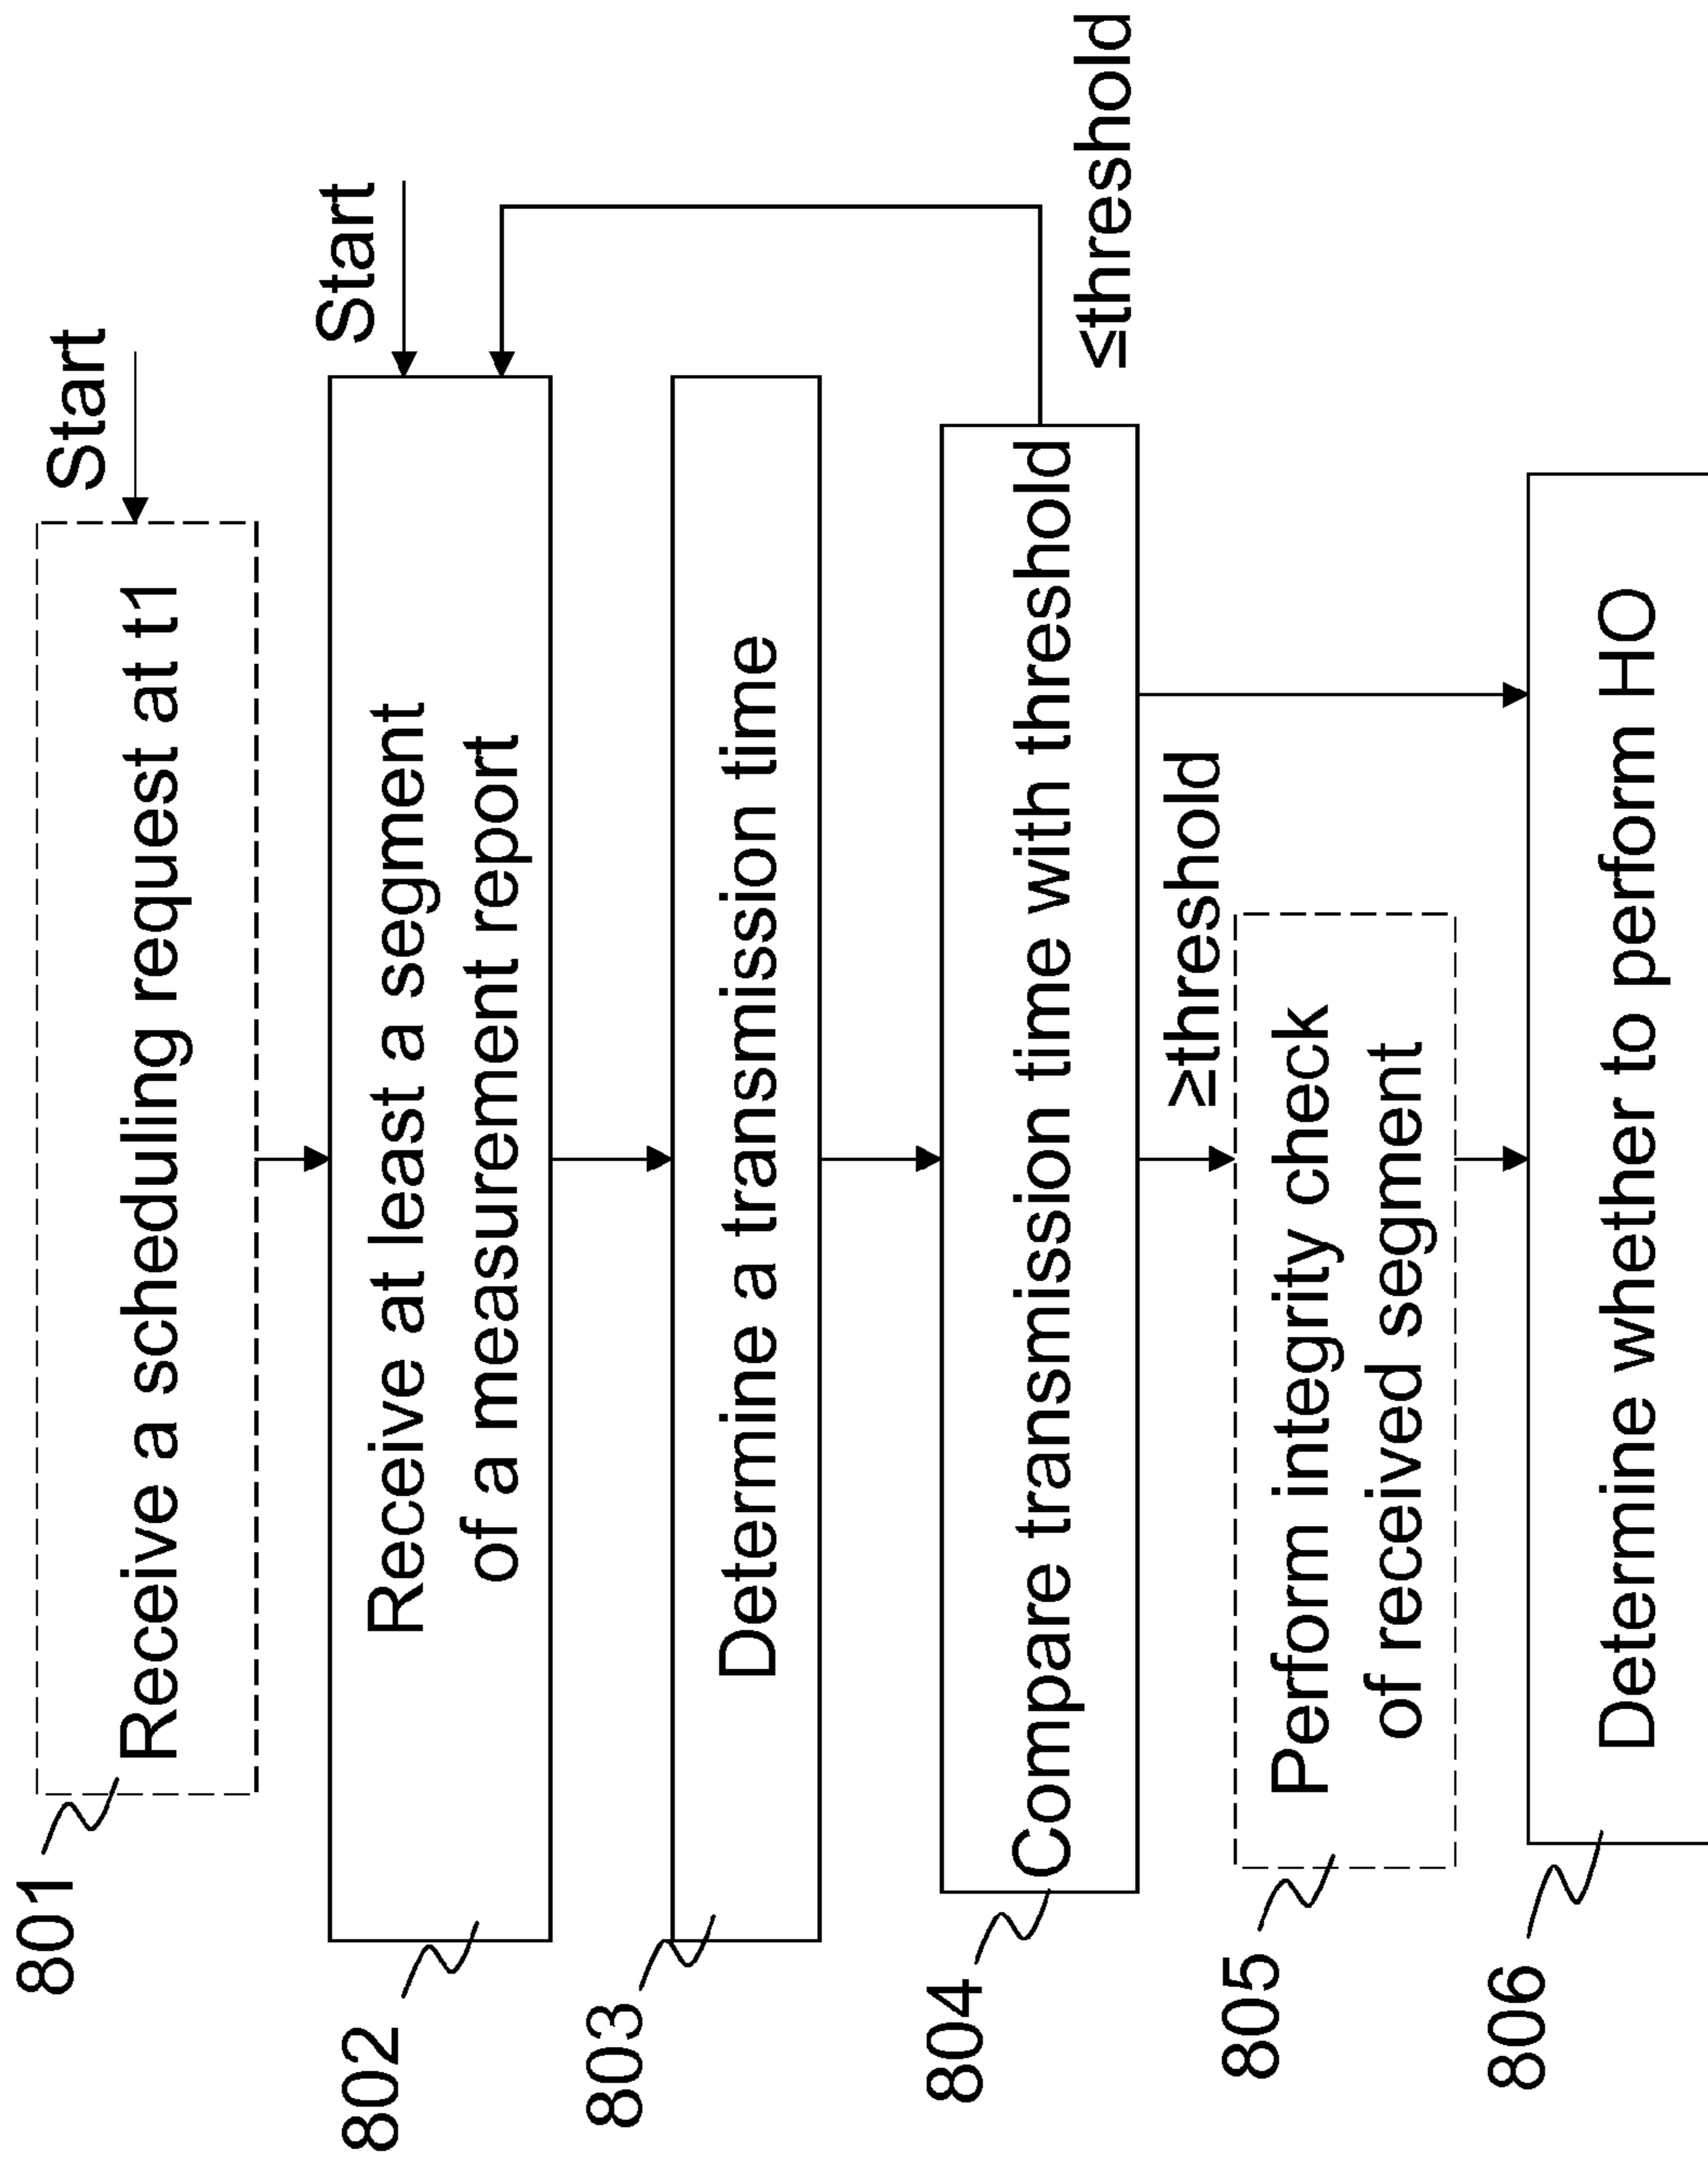 Start
801
Receive a scheduling request at t1
Start
802
Receive at least a segment
of a measurement report
803
Determine a transmission time
804
Compare transmission time with threshold
≤threshold
≥threshold
805
Perform integrity check
of received segment
806
Determine whether to perform HO